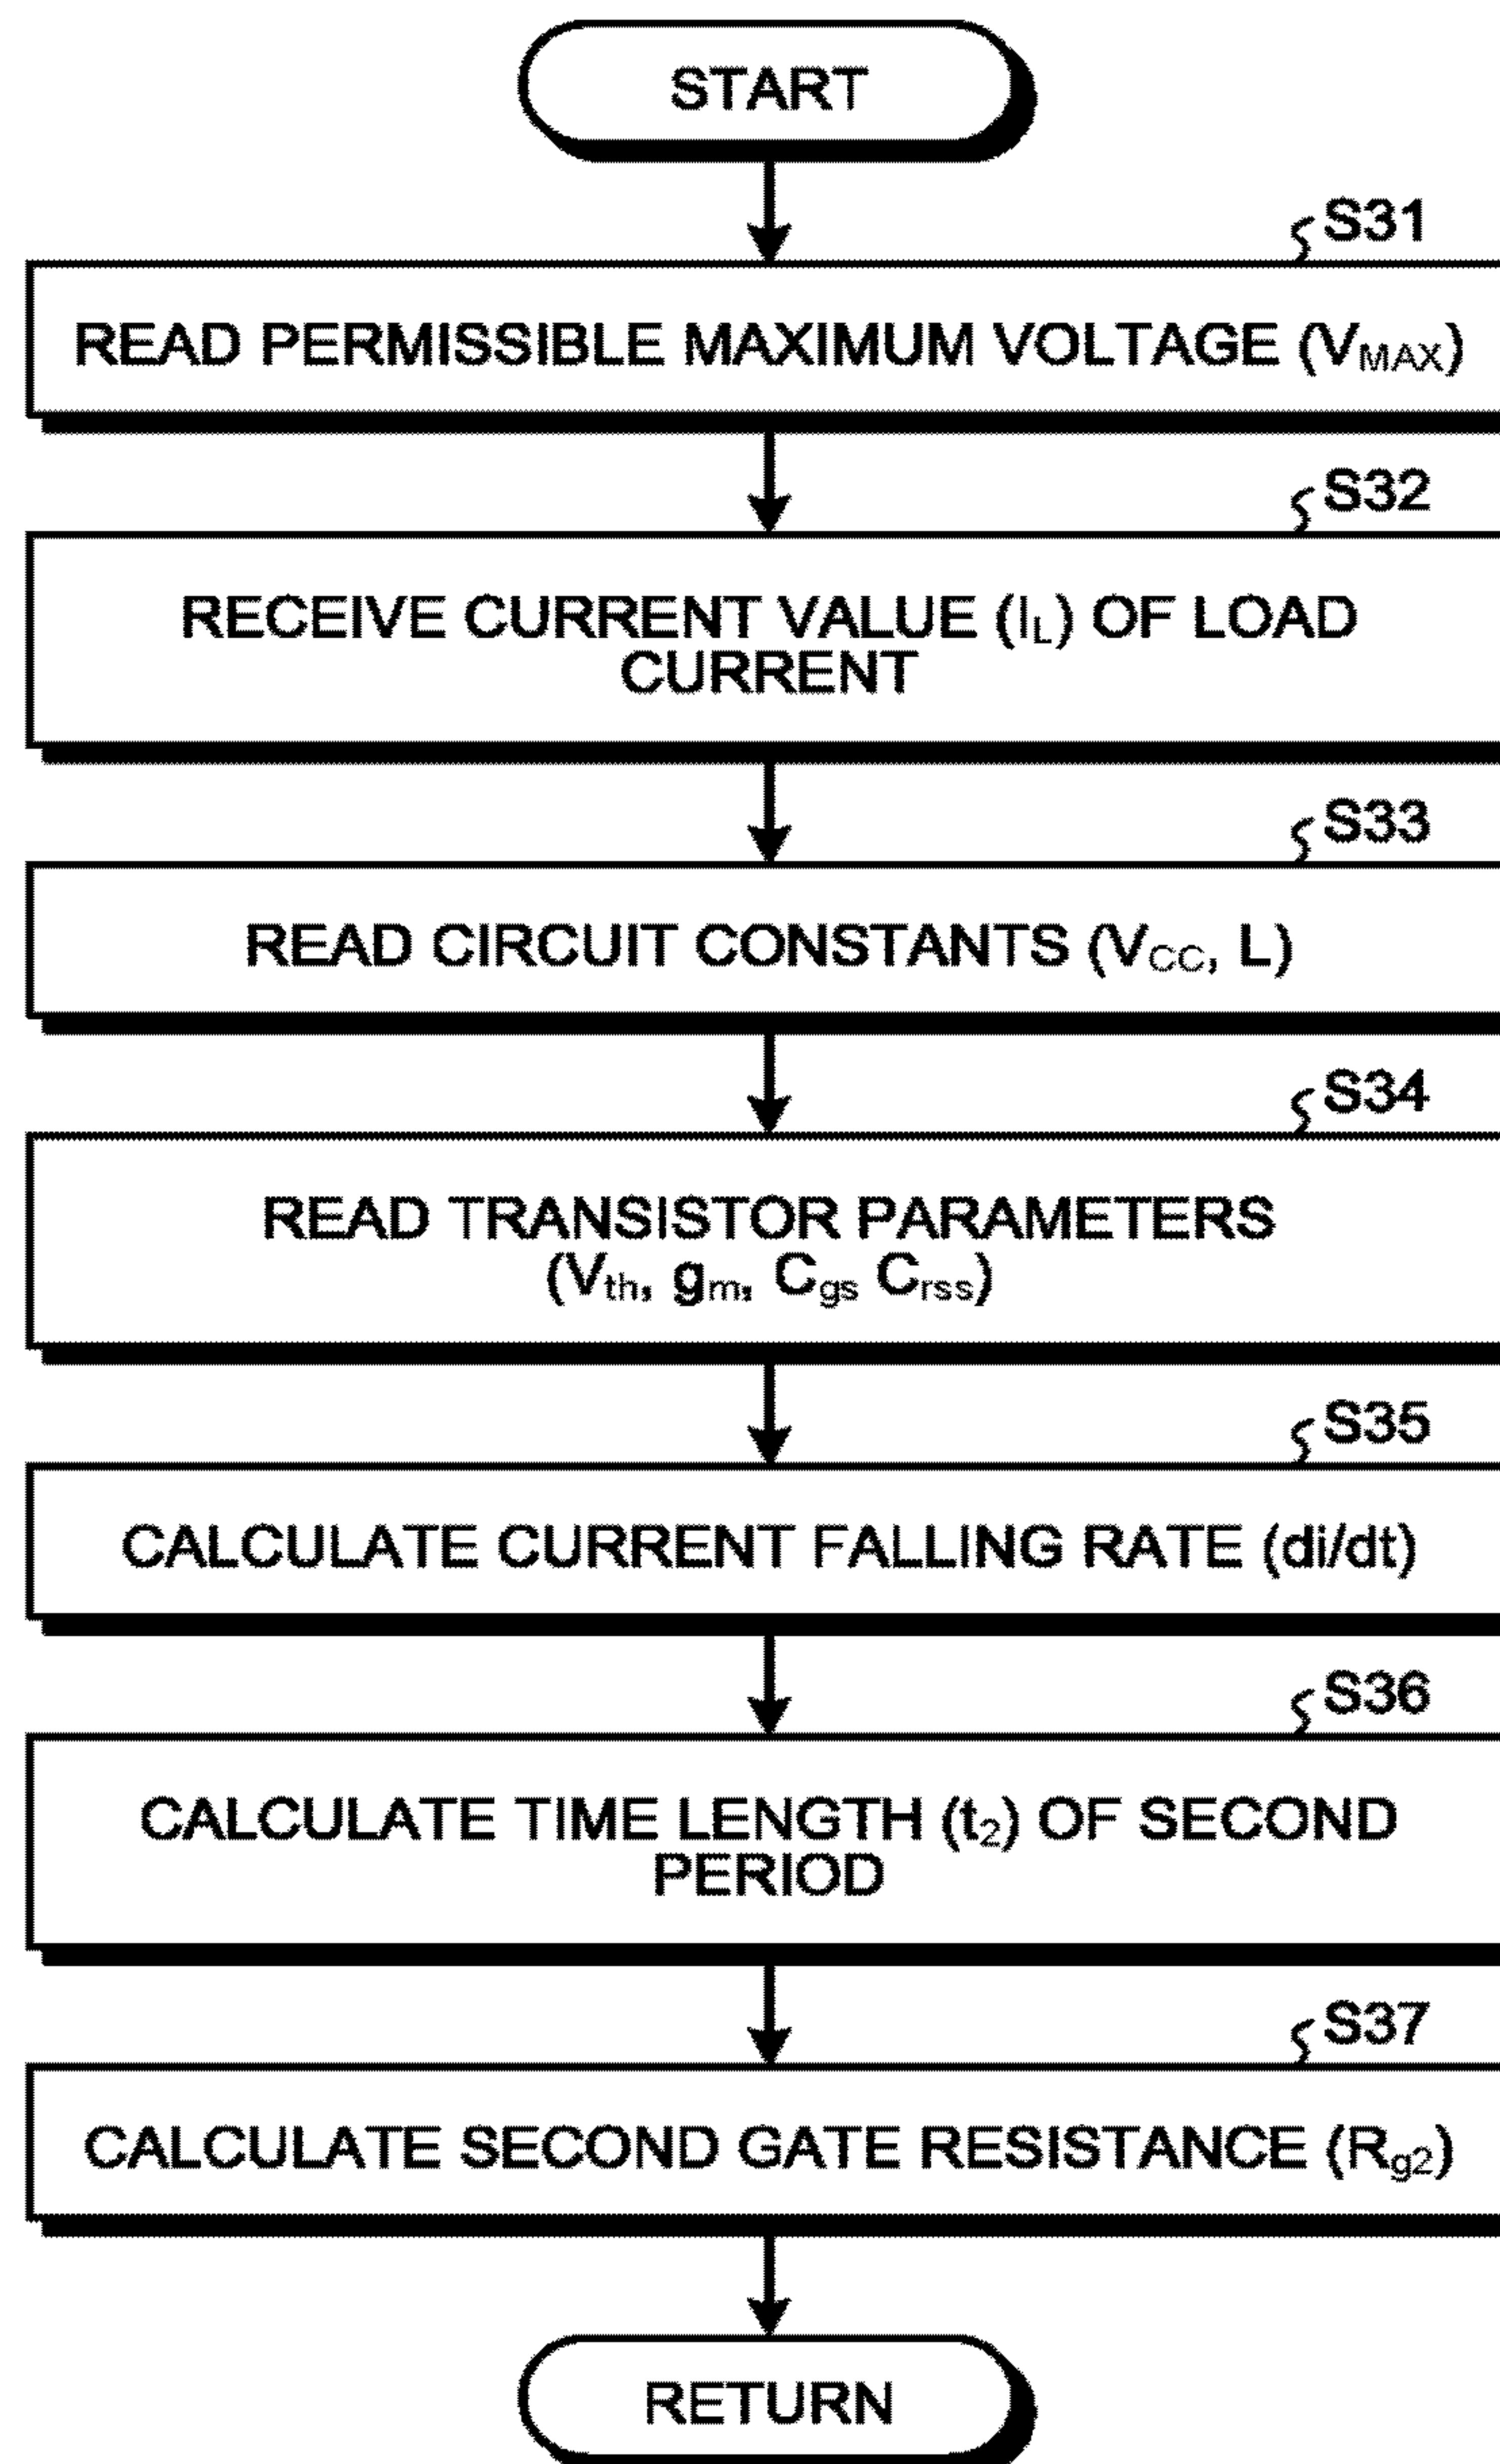 START
S31
READ PERMISSIBLE MAXIMUM VOLTAGE (VMAX)
S32
RECEIVE CURRENT VALUE (IL) OF LOAD
CURRENT
S33
READ CIRCUIT CONSTANTS (VCC, L)
S34
READ TRANSISTOR PARAMETERS
(Vth, gm, Cgs Crss)
S35
CALCULATE CURRENT FALLING RATE (di/dt)
S36
CALCULATE TIME LENGTH (t2) OF SECOND
PERIOD
S37
CALCULATE SECOND GATE RESISTANCE (Rg2)
RETURN